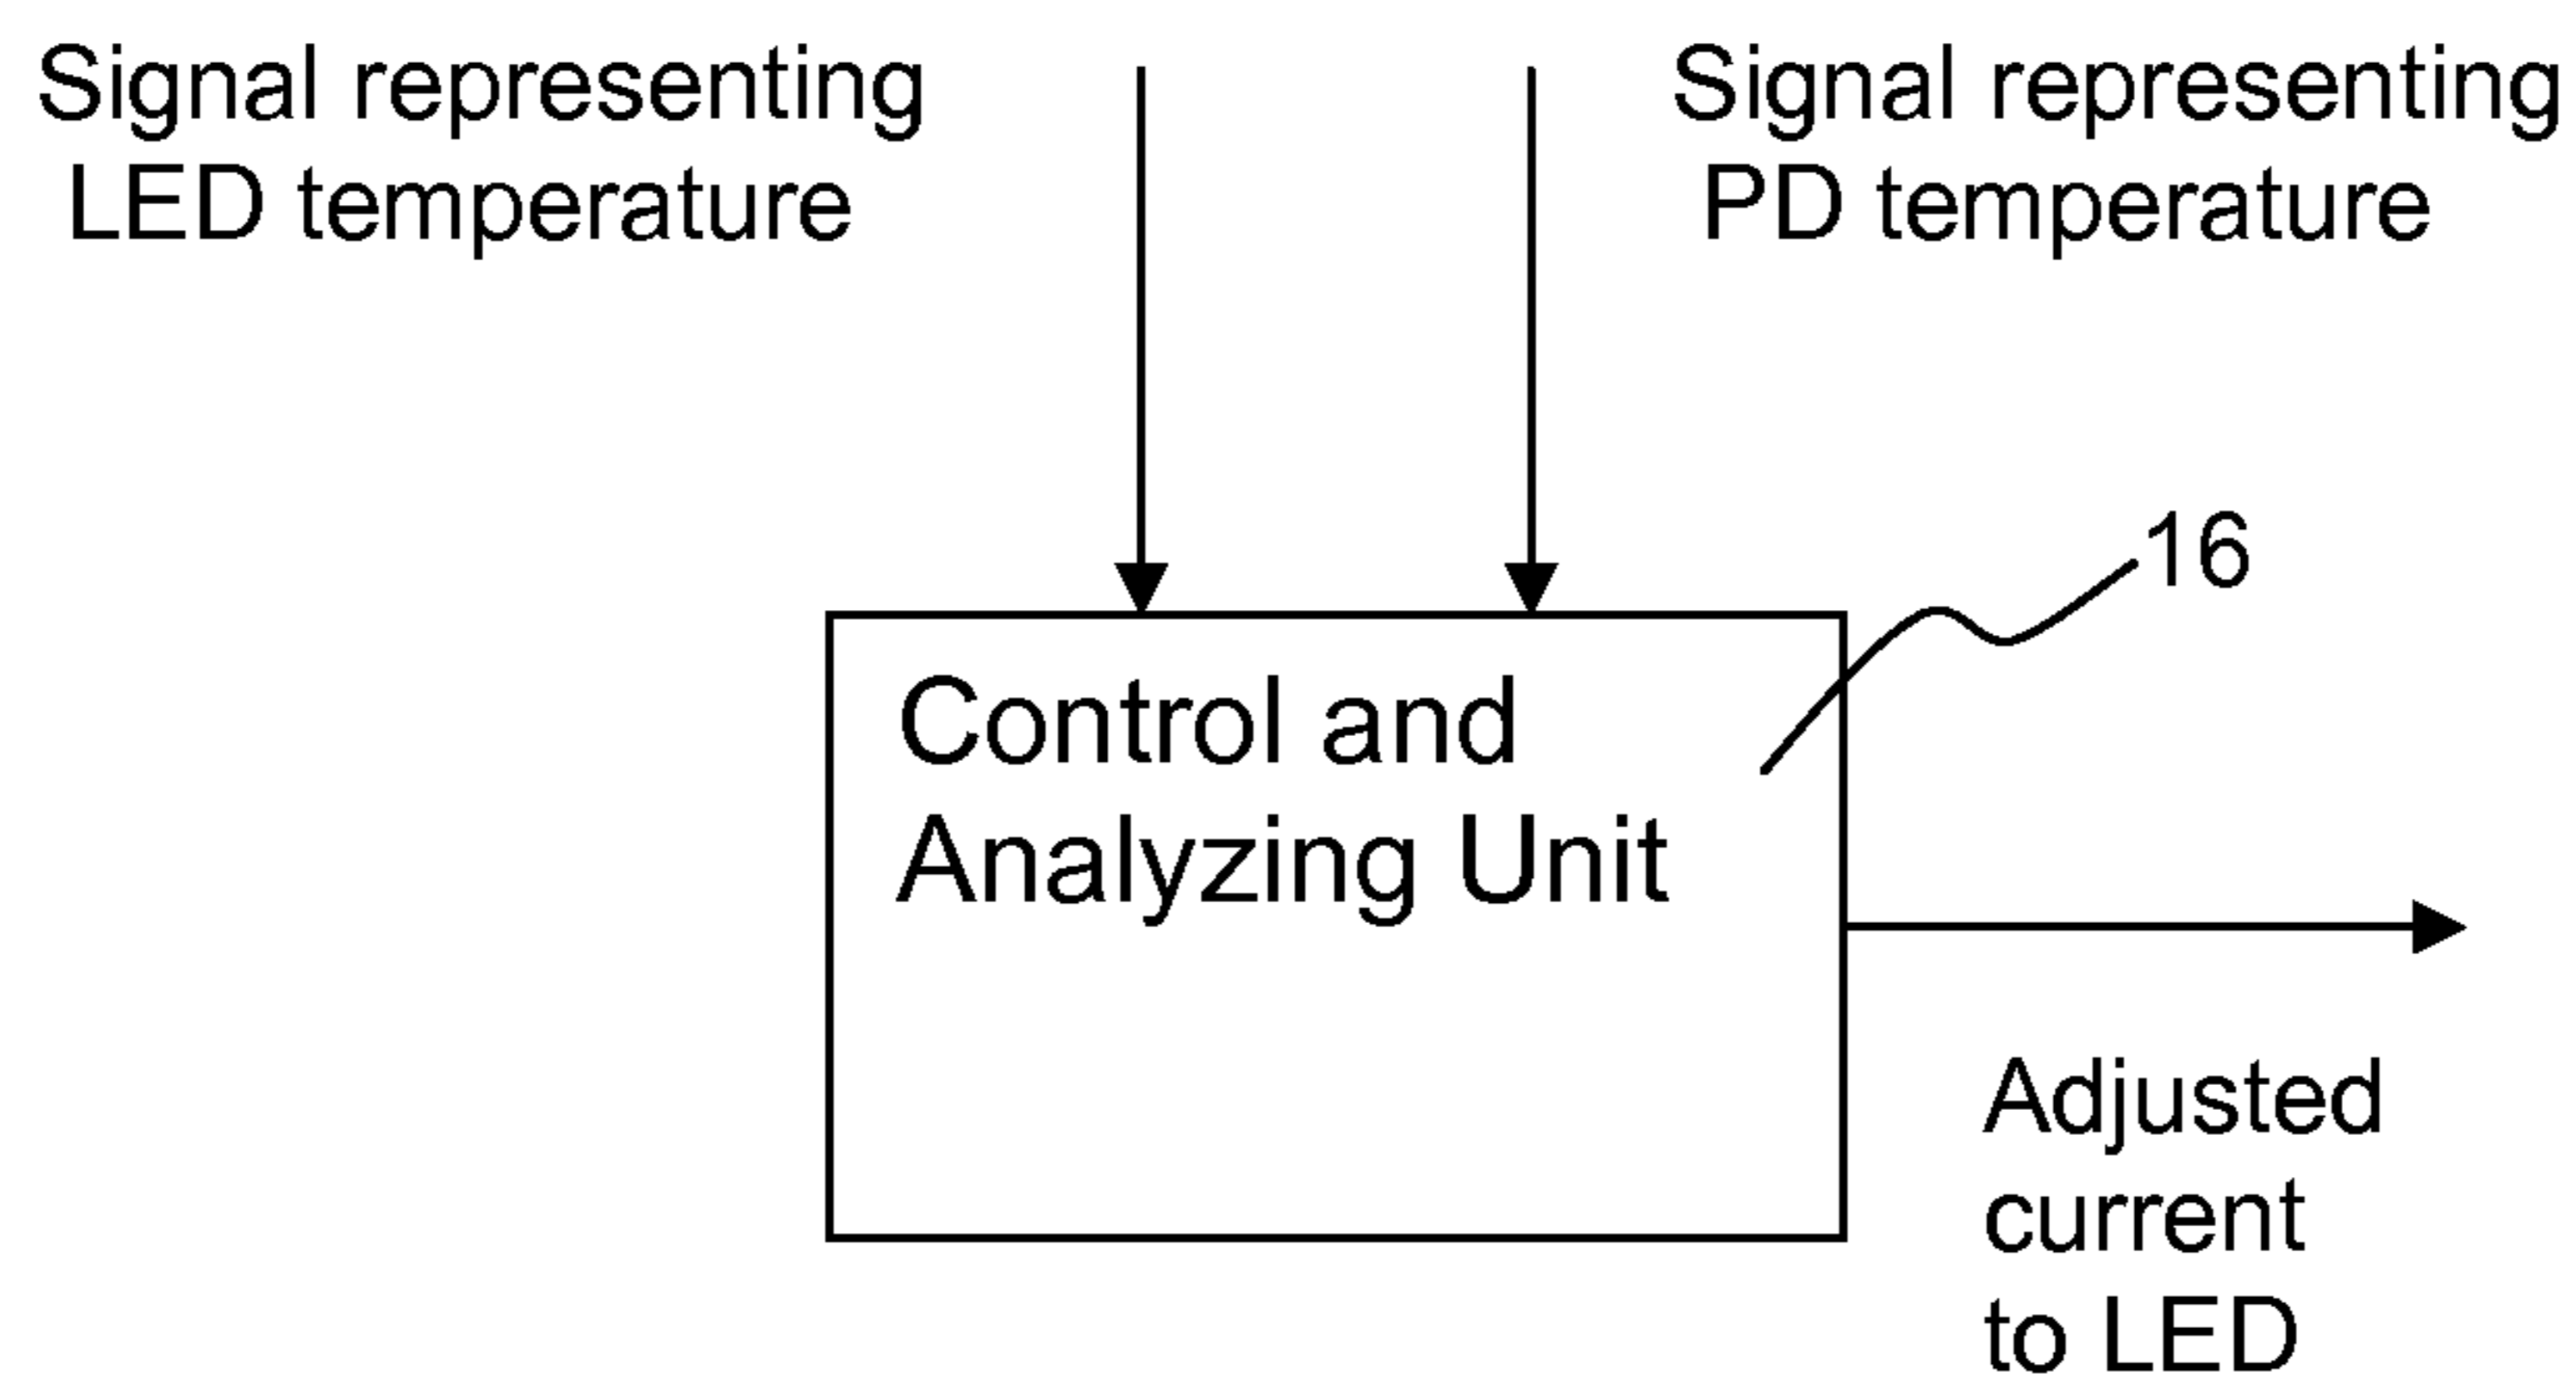 Signal representing
LED temperature
Signal representing
PD temperature
16
Control and
Analyzing Unit
Adjusted
current
to LED